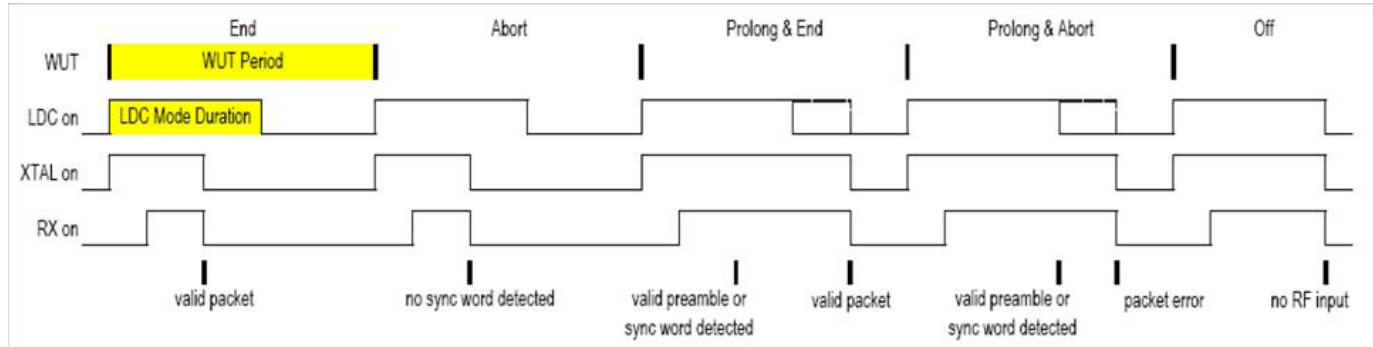 End Abort Prolong & End Prolong & Abort Off
WUT WUT Period
LDC on LDC Mode Duration
XTAL on
RX on
valid packet no sync word detected valid preamble or valid packet valid preamble or packet error no RF input
sync word detected sync word detected